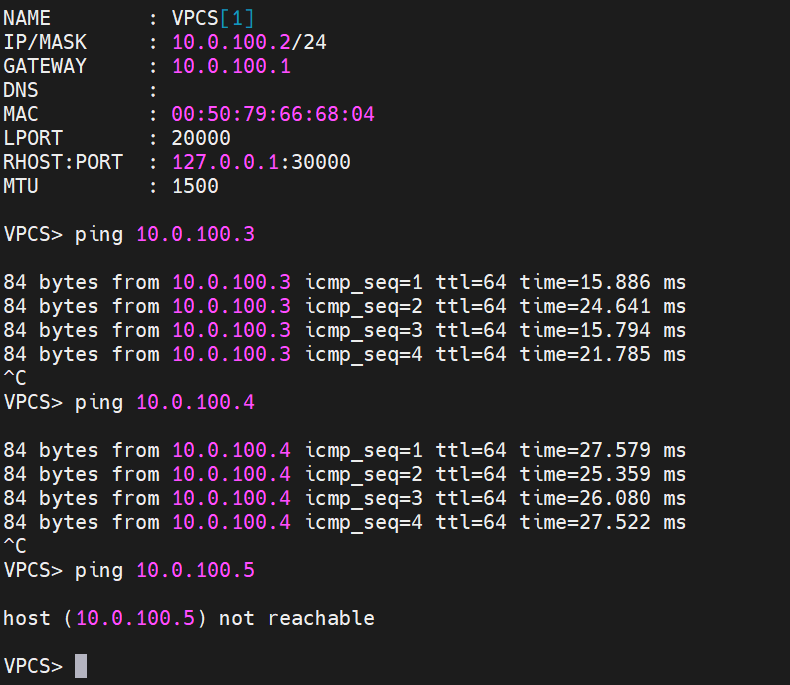 NAME        : VPCS[1]
IP/MASK     : 10.0.100.2/24
GATEWAY     : 10.0.100.1
DNS         :
MAC         : 00:50:79:66:68:04
LPORT       : 20000
RHOST:PORT  : 127.0.0.1:30000
MTU         : 1500

VPCS> ping 10.0.100.3

84 bytes from 10.0.100.3 icmp_seq=1 ttl=64 time=15.886 ms
84 bytes from 10.0.100.3 icmp_seq=2 ttl=64 time=24.641 ms
84 bytes from 10.0.100.3 icmp_seq=3 ttl=64 time=15.794 ms
84 bytes from 10.0.100.3 icmp_seq=4 ttl=64 time=21.785 ms
^C
VPCS> ping 10.0.100.4

84 bytes from 10.0.100.4 icmp_seq=1 ttl=64 time=27.579 ms
84 bytes from 10.0.100.4 icmp_seq=2 ttl=64 time=25.359 ms
84 bytes from 10.0.100.4 icmp_seq=3 ttl=64 time=26.080 ms
84 bytes from 10.0.100.4 icmp_seq=4 ttl=64 time=27.522 ms
^C
VPCS> ping 10.0.100.5

host (10.0.100.5) not reachable

VPCS>